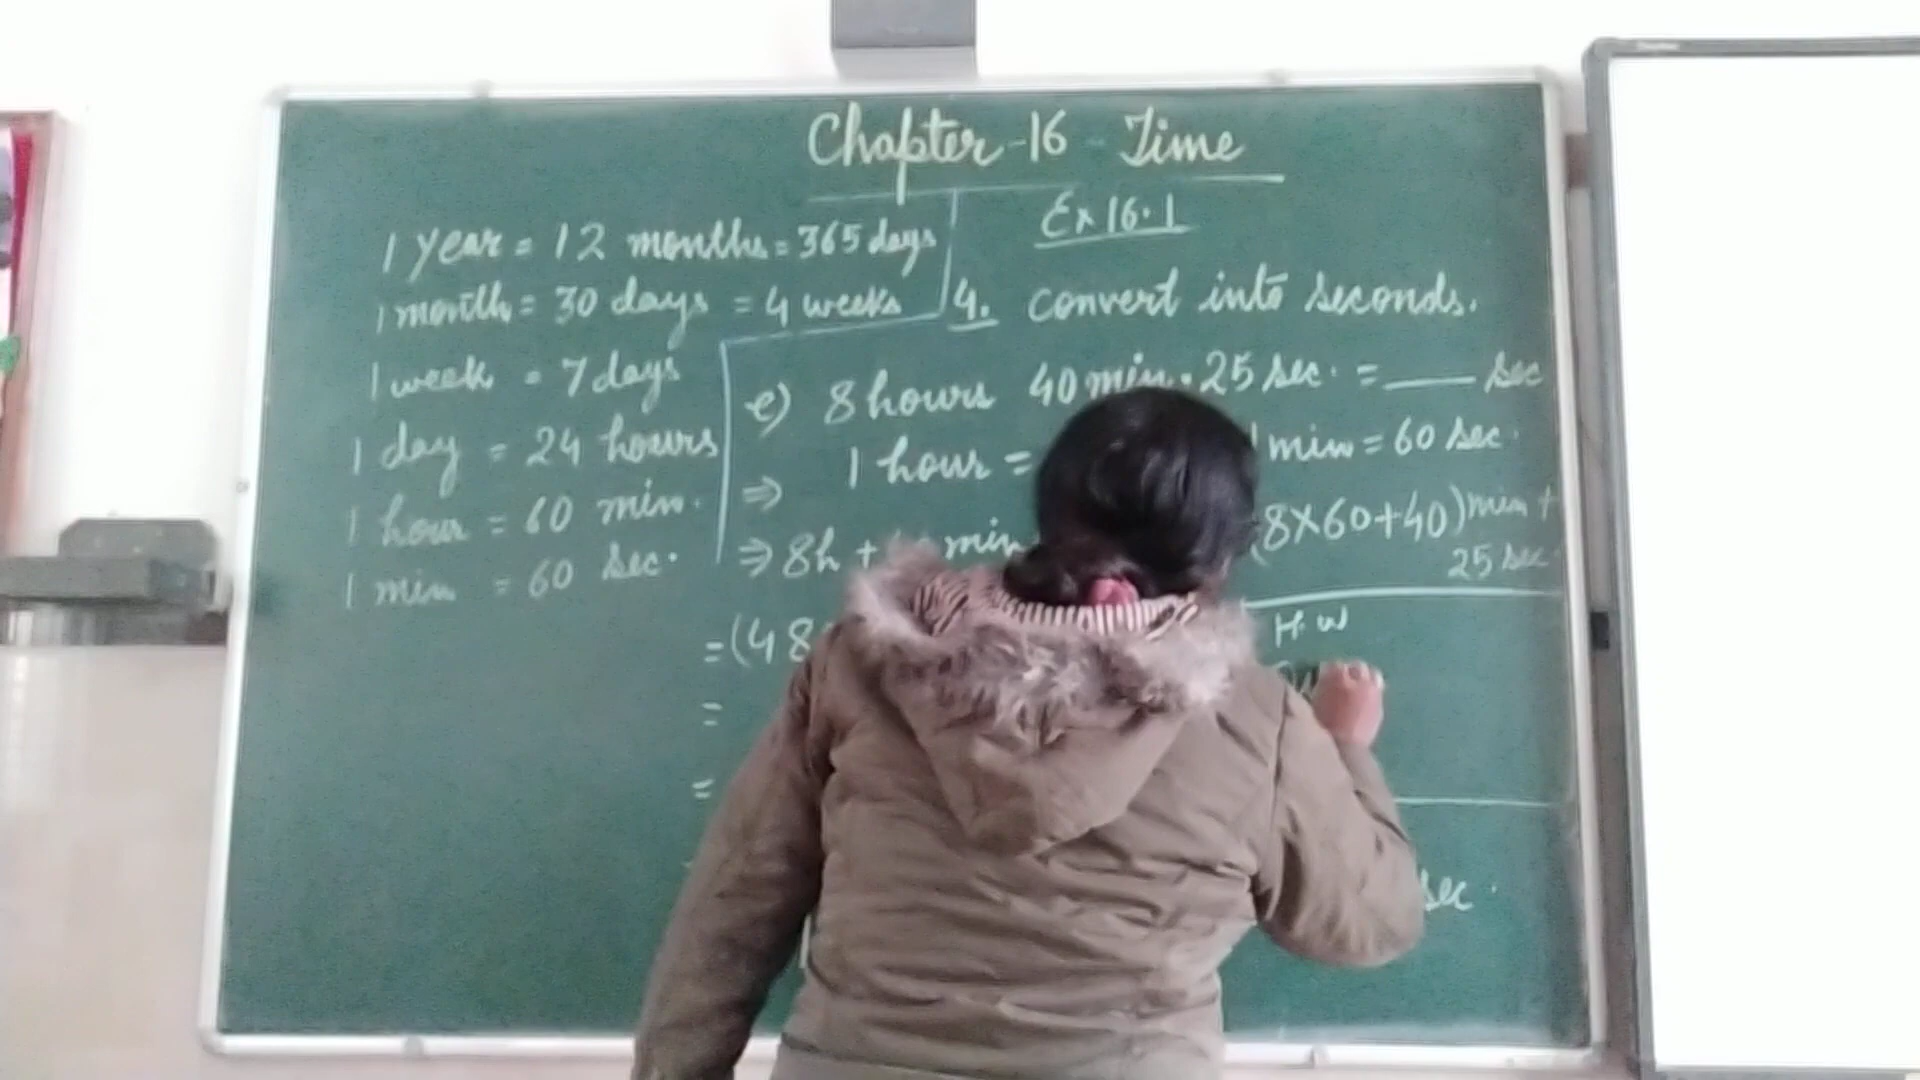 Chapter-16 Time
1 year = 12 months = 365 days
1 month = 30 days = 4 weeks
1 week = 7 days
1 day = 24 hours
1 hour = 60 min.
1 min = 60 sec.
Ex 16.1
4. convert into seconds.
e) 8 hours 40 min. 25 sec. = ___ sec
⇒ 1 hour = 1 min = 60 sec.
⇒ 8h + min (8×60+40) min +
25 sec.
= (48
=
=
H.W
sec.